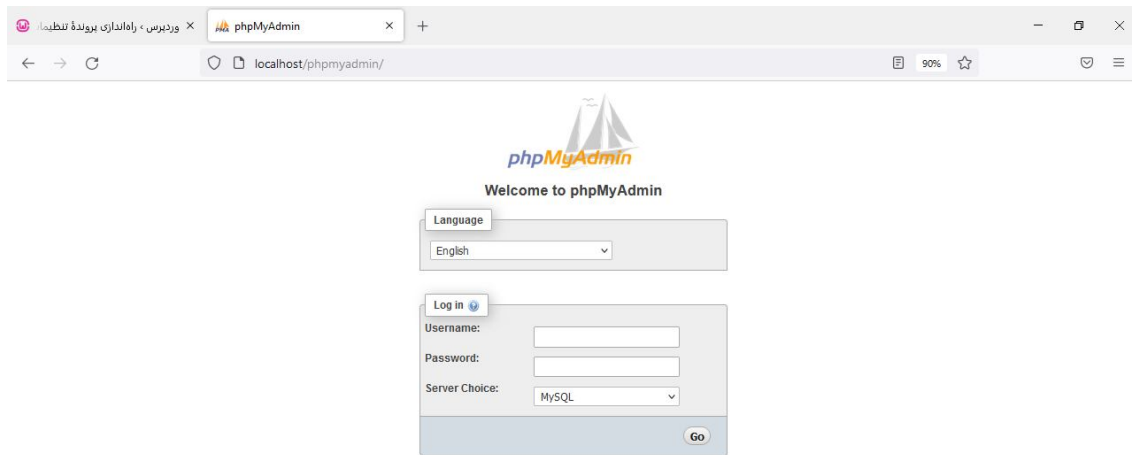 وردپرس › راه‌اندازی پروندهٔ تنظیما
phpMyAdmin
localhost/phpmyadmin/
90%
phpMyAdmin
Welcome to phpMyAdmin
Language
English
Log in
Username:
Password:
Server Choice:
MySQL
Go